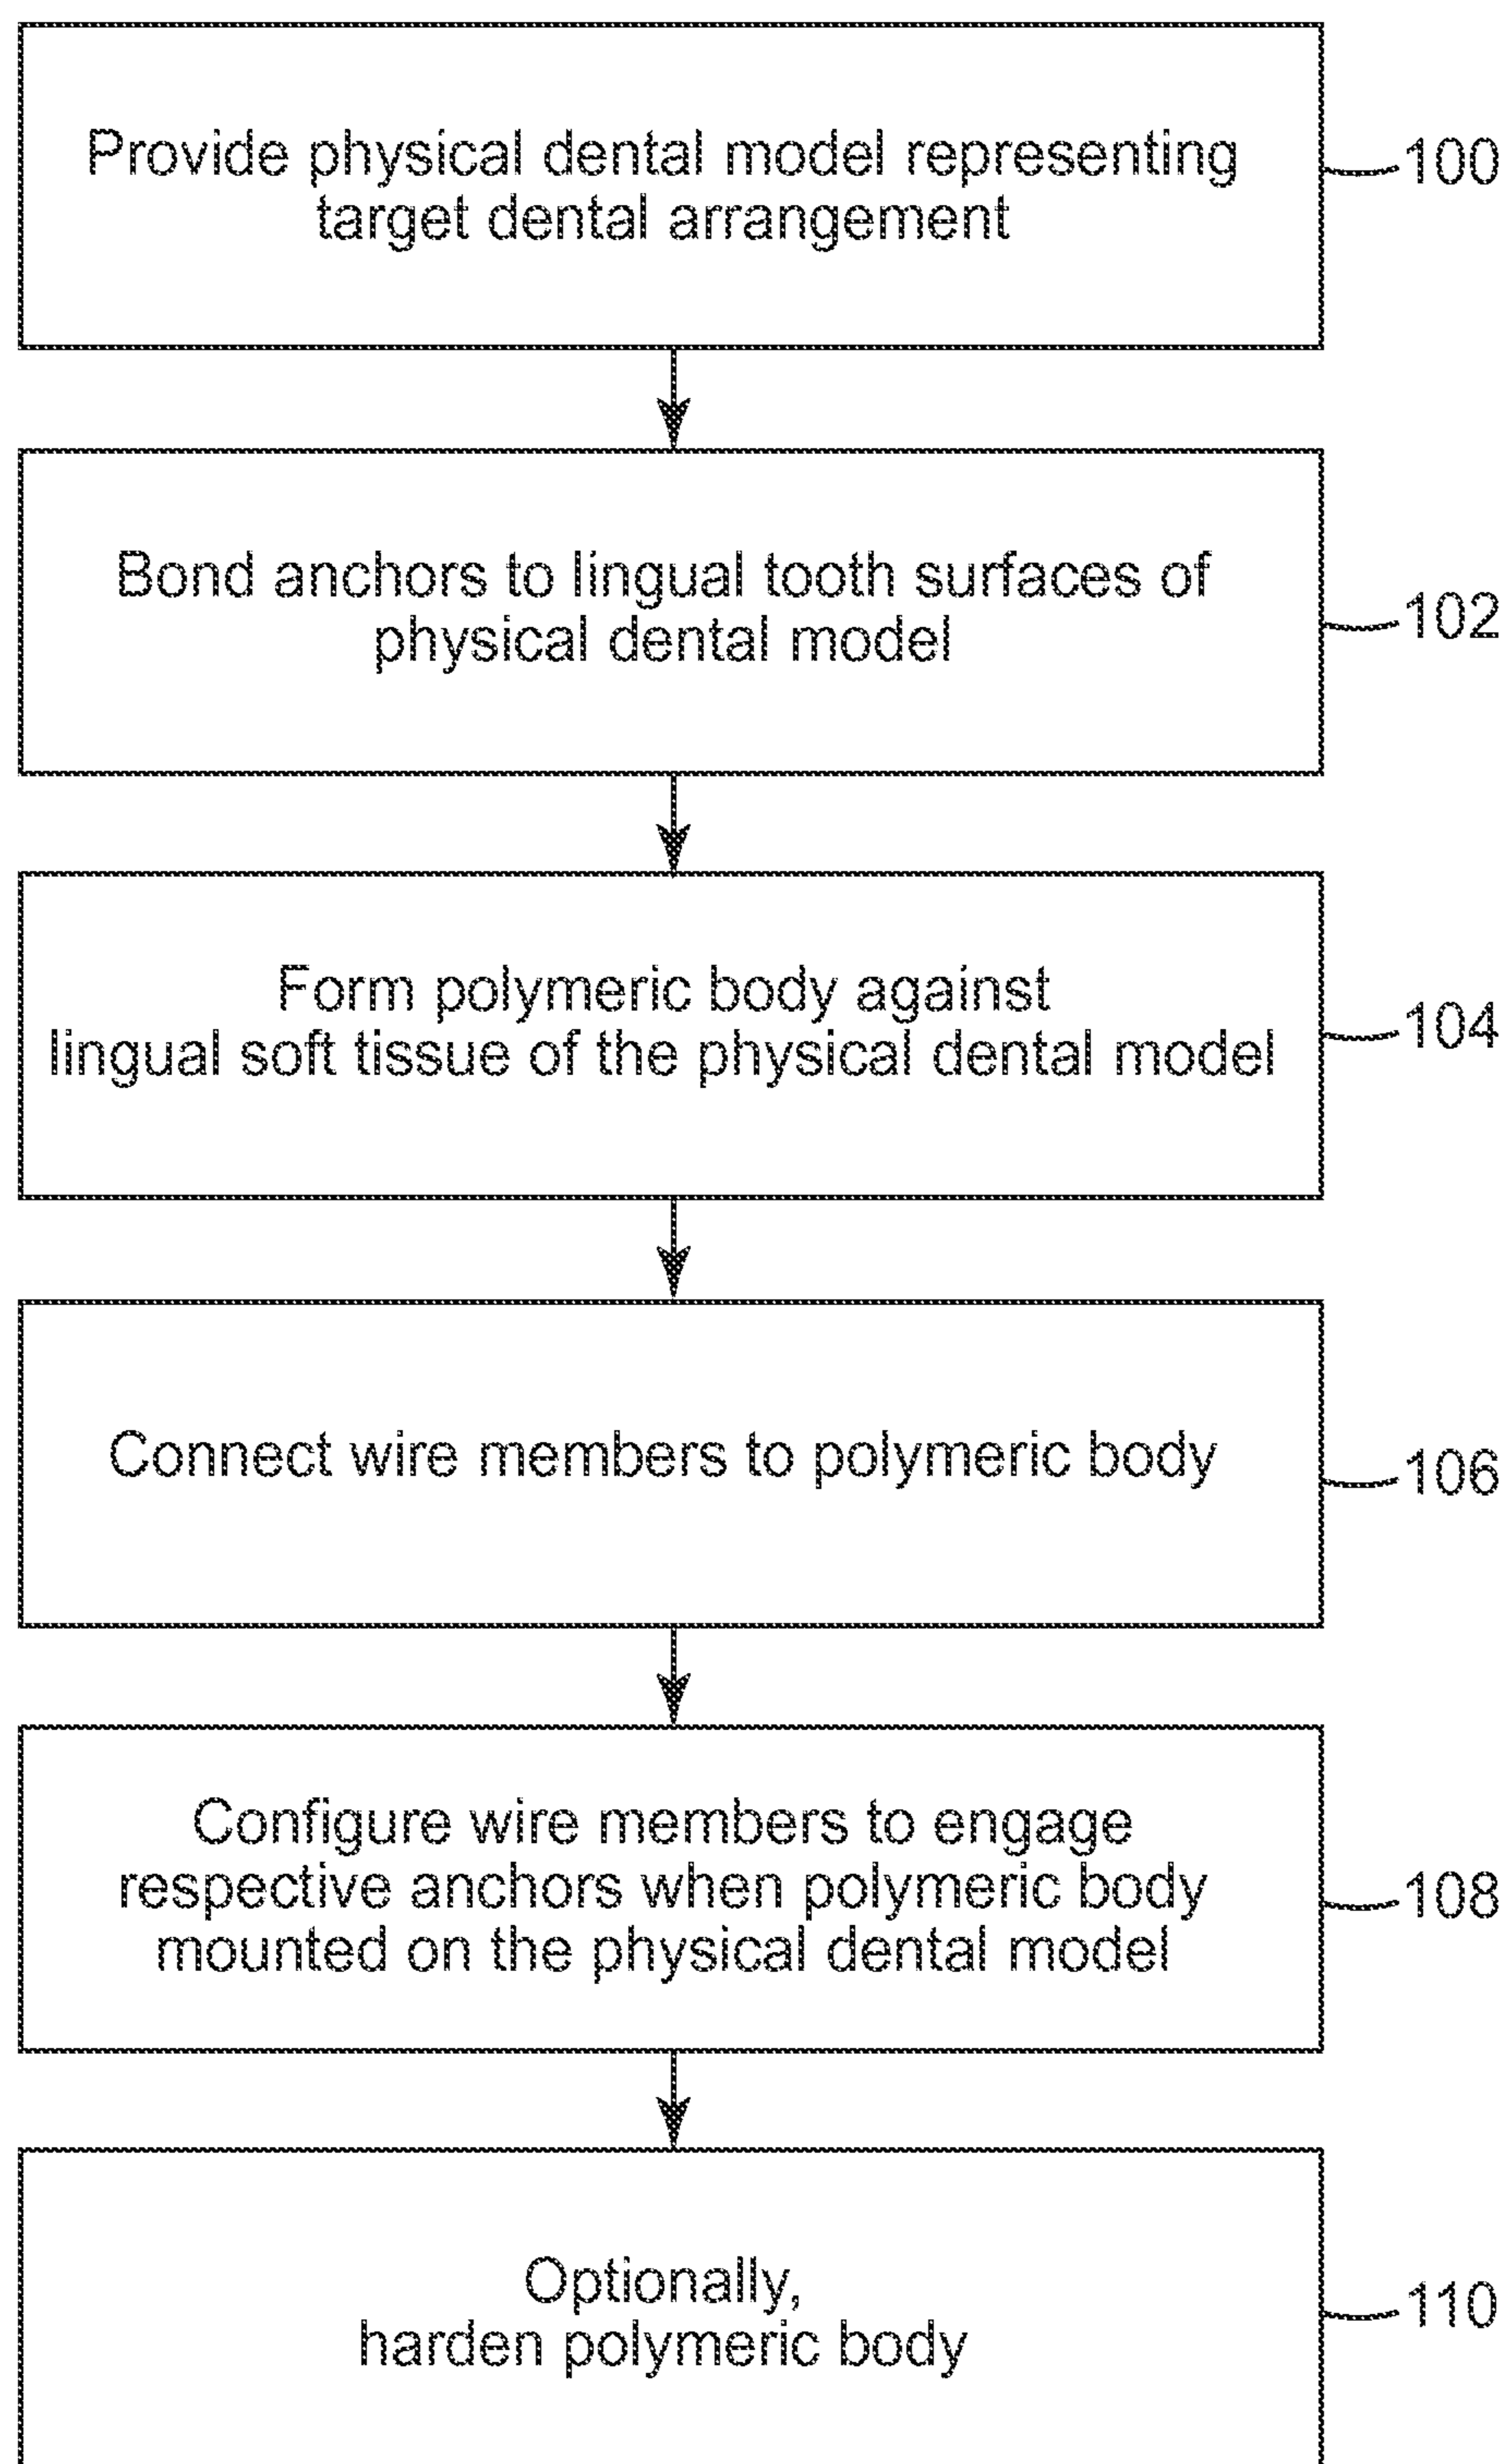 Provide physical dental model representing
target dental arrangement
100
Bond anchors to lingual tooth surfaces of
physical dental model
102
Form polymeric body against
lingual soft tissue of the physical dental model
104
Connect wire members to polymeric body
106
Configure wire members to engage
respective anchors when polymeric body
mounted on the physical dental model
108
Optionally,
harden polymeric body
110